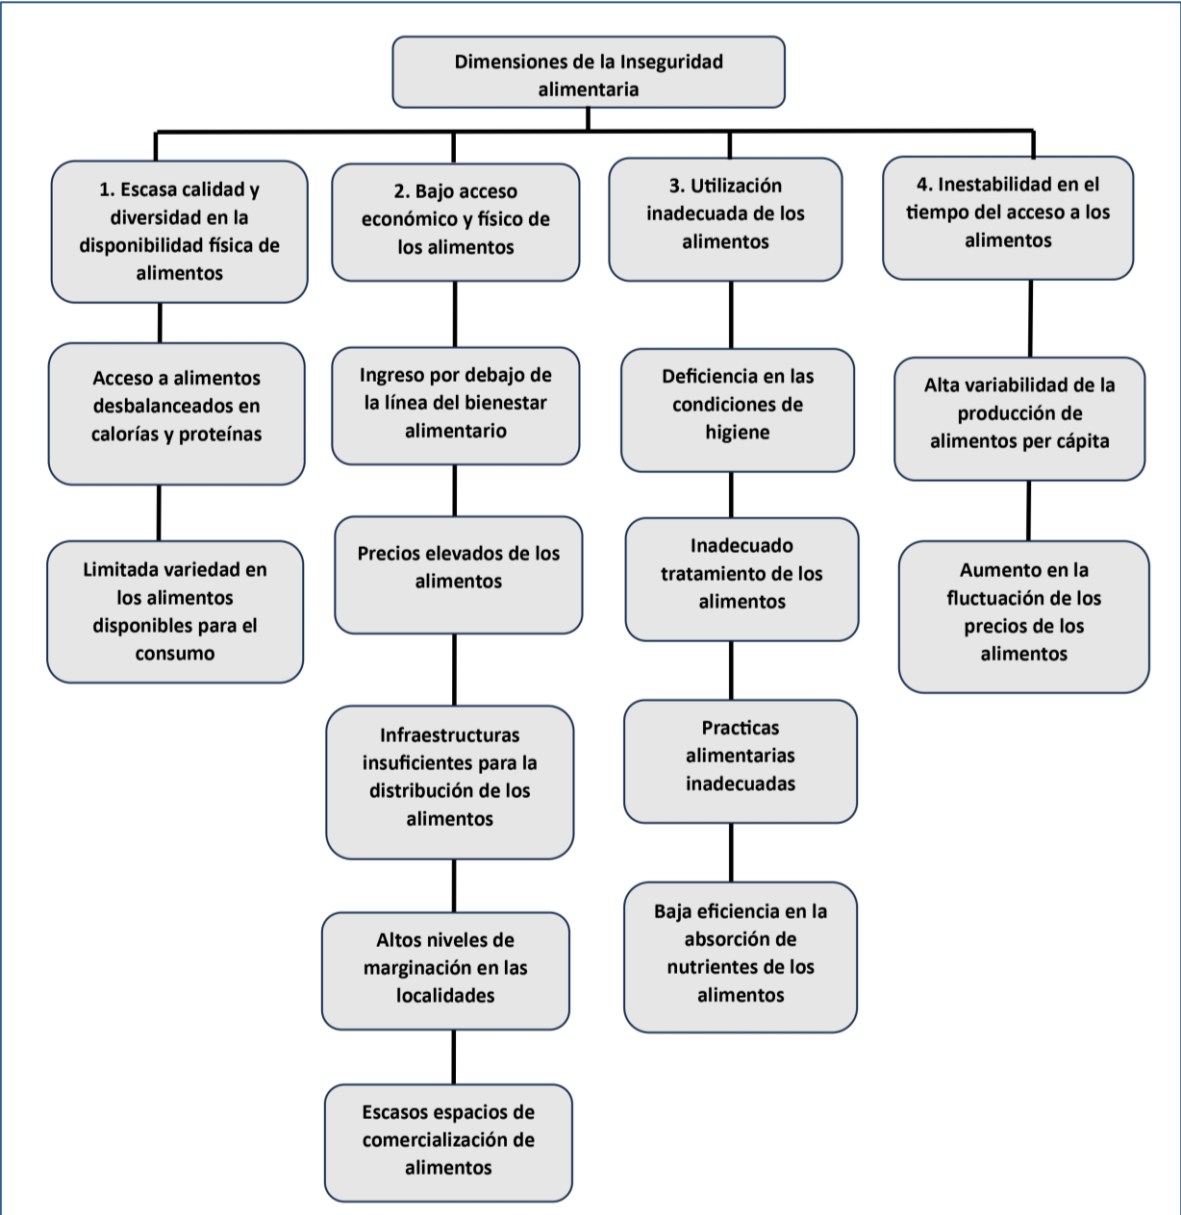 Dimensiones de la Inseguridad
alimentaria
1. Escasa calidad y
diversidad en la
disponibilidad física de
alimentos
Acceso a alimentos
desbalanceados en
calorías y proteínas
Limitada variedad en
los alimentos
disponibles para el
consumo
2. Bajo acceso
económico y físico de
los alimentos
Ingreso por debajo de
la línea del bienestar
alimentario
Precios elevados de los
alimentos
Infraestructuras
insuficientes para la
distribución de los
alimentos
Altos niveles de
marginación en las
localidades
Escasos espacios de
comercialización de
alimentos
3. Utilización
inadecuada de los
alimentos
Deficiencia en las
condiciones de
higiene
Inadecuado
tratamiento de los
alimentos
Practicas
alimentarias
inadecuadas
Baja eficiencia en la
absorción de
nutrientes de los
alimentos
4. Inestabilidad en el
tiempo del acceso a los
alimentos
Alta variabilidad de la
producción de
alimentos per cápita
Aumento en la
fluctuación de los
precios de los
alimentos